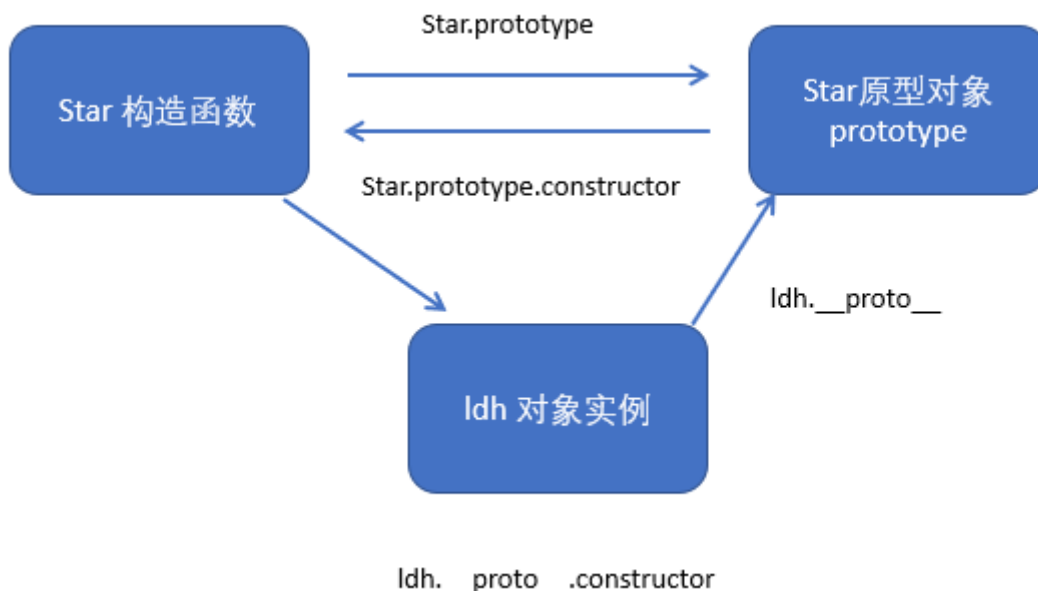 Star.prototype
Star 构造函数
Star原型对象
prototype
Star.prototype.constructor
ldh.__proto__
ldh 对象实例
ldh.__proto__.constructor